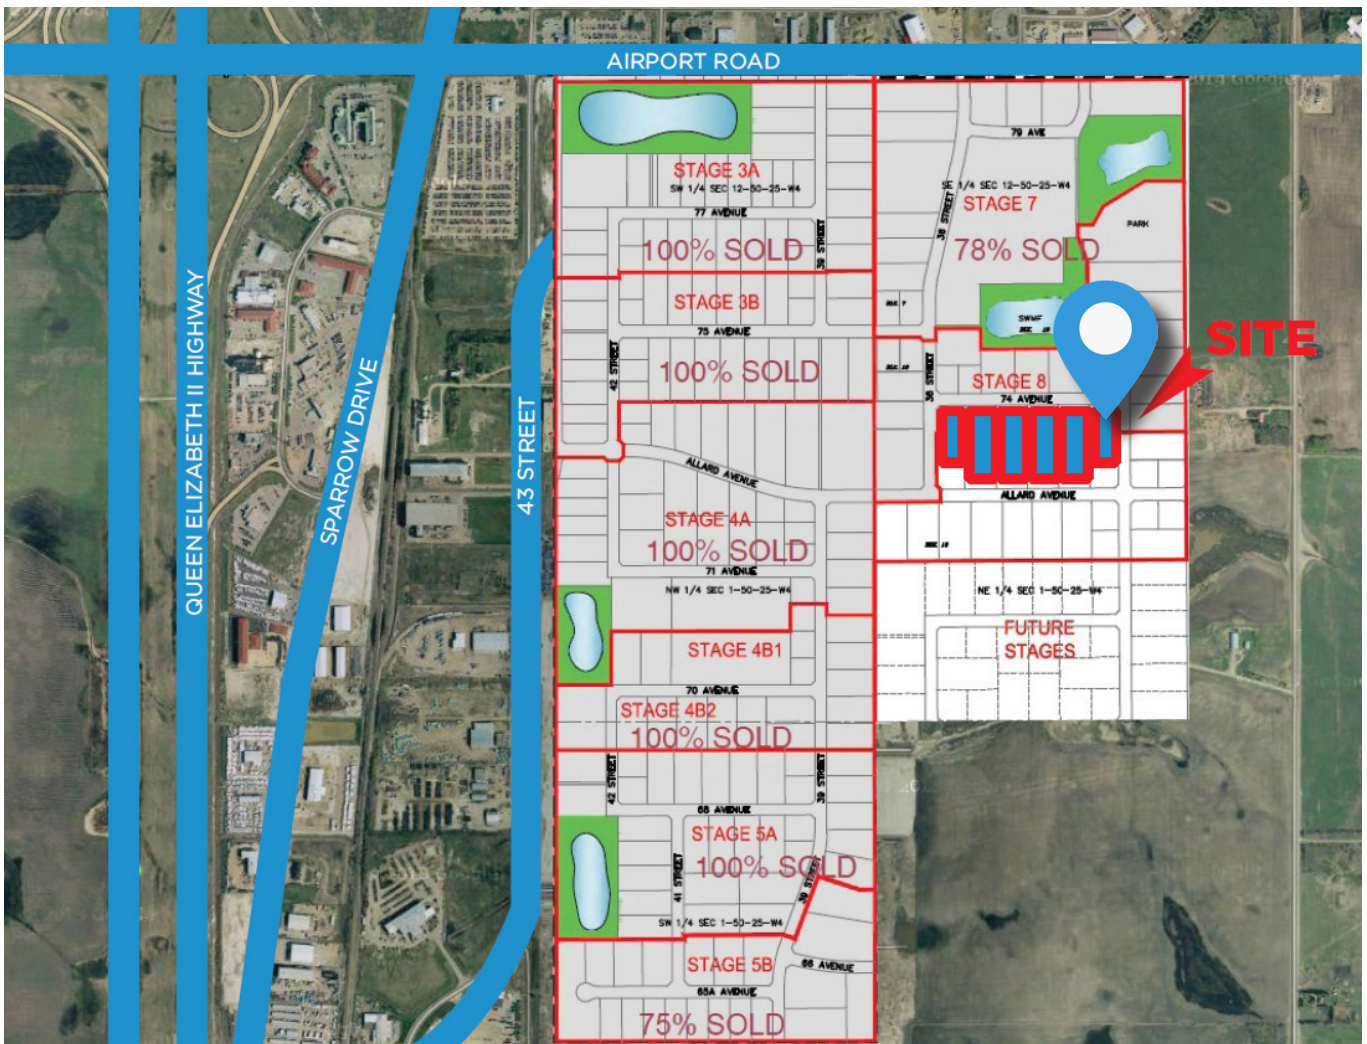 AIRPORT ROAD
QUEEN ELIZABETH III HIGHWAY
SPARROW DRIVE
43 STREET
STAGE 3A
SW 1/4 SEC 12-50-25-W4
77 AVENUE
39 STREET
100% SOLD
STAGE 3B
75 AVENUE
42 STREET
100% SOLD
ALLARD AVENUE
STAGE 4A
100% SOLD
71 AVENUE
NW 1/4 SEC 1-50-25-W4
STAGE 4B1
70 AVENUE
STAGE 4B2
100% SOLD
42 STREET
39 STREET
68 AVENUE
STAGE 5A
100% SOLD
41 STREET
39 STREET
SW 1/4 SEC 1-50-25-W4
STAGE 5B
66 AVENUE
65A AVENUE
75% SOLD
79 AVE
SE 1/4 SEC 12-50-25-W4
STAGE 7
36 STREET
PARK
78% SOLD
SWMF
SITE
36 STREET
STAGE 8
74 AVENUE
ALLARD AVENUE
NE 1/4 SEC 1-50-25-W4
FUTURE
STAGES